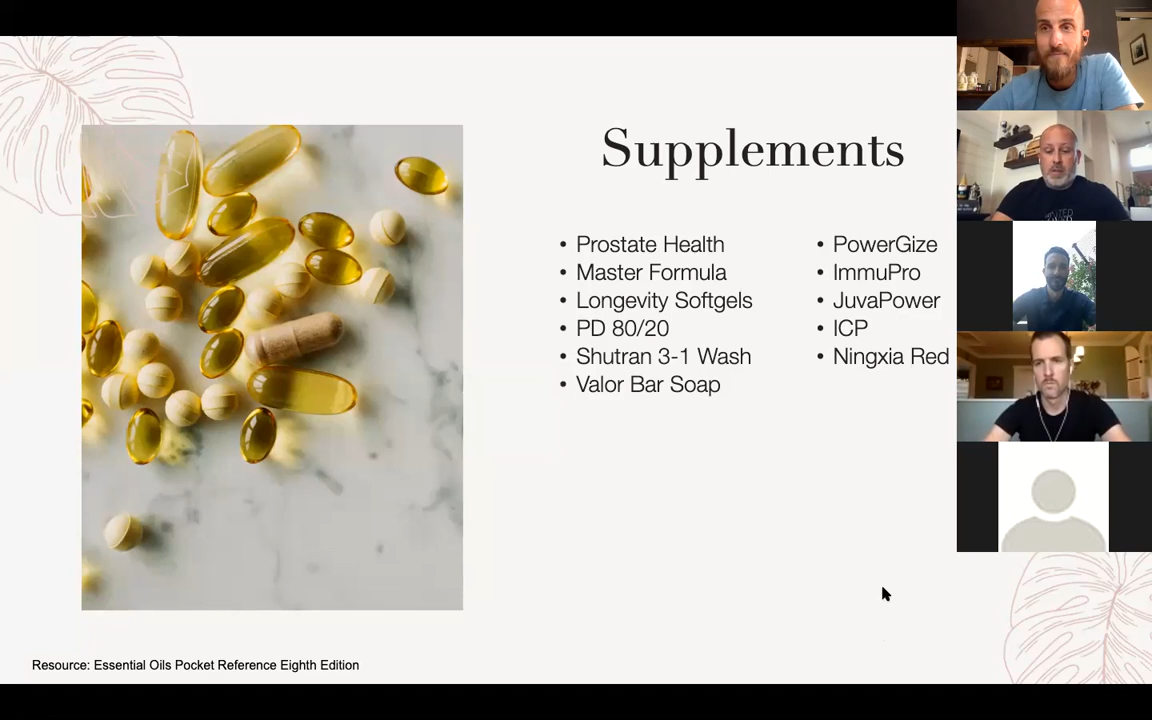 Supplements
• Prostate Health
• Master Formula
• Longevity Softgels
• PD 80/20
• Shutran 3-1 Wash
• Valor Bar Soap
• PowerGize
• ImmuPro
• JuvaPower
• ICP
• Ningxia Red
Resource: Essential Oils Pocket Reference Eighth Edition